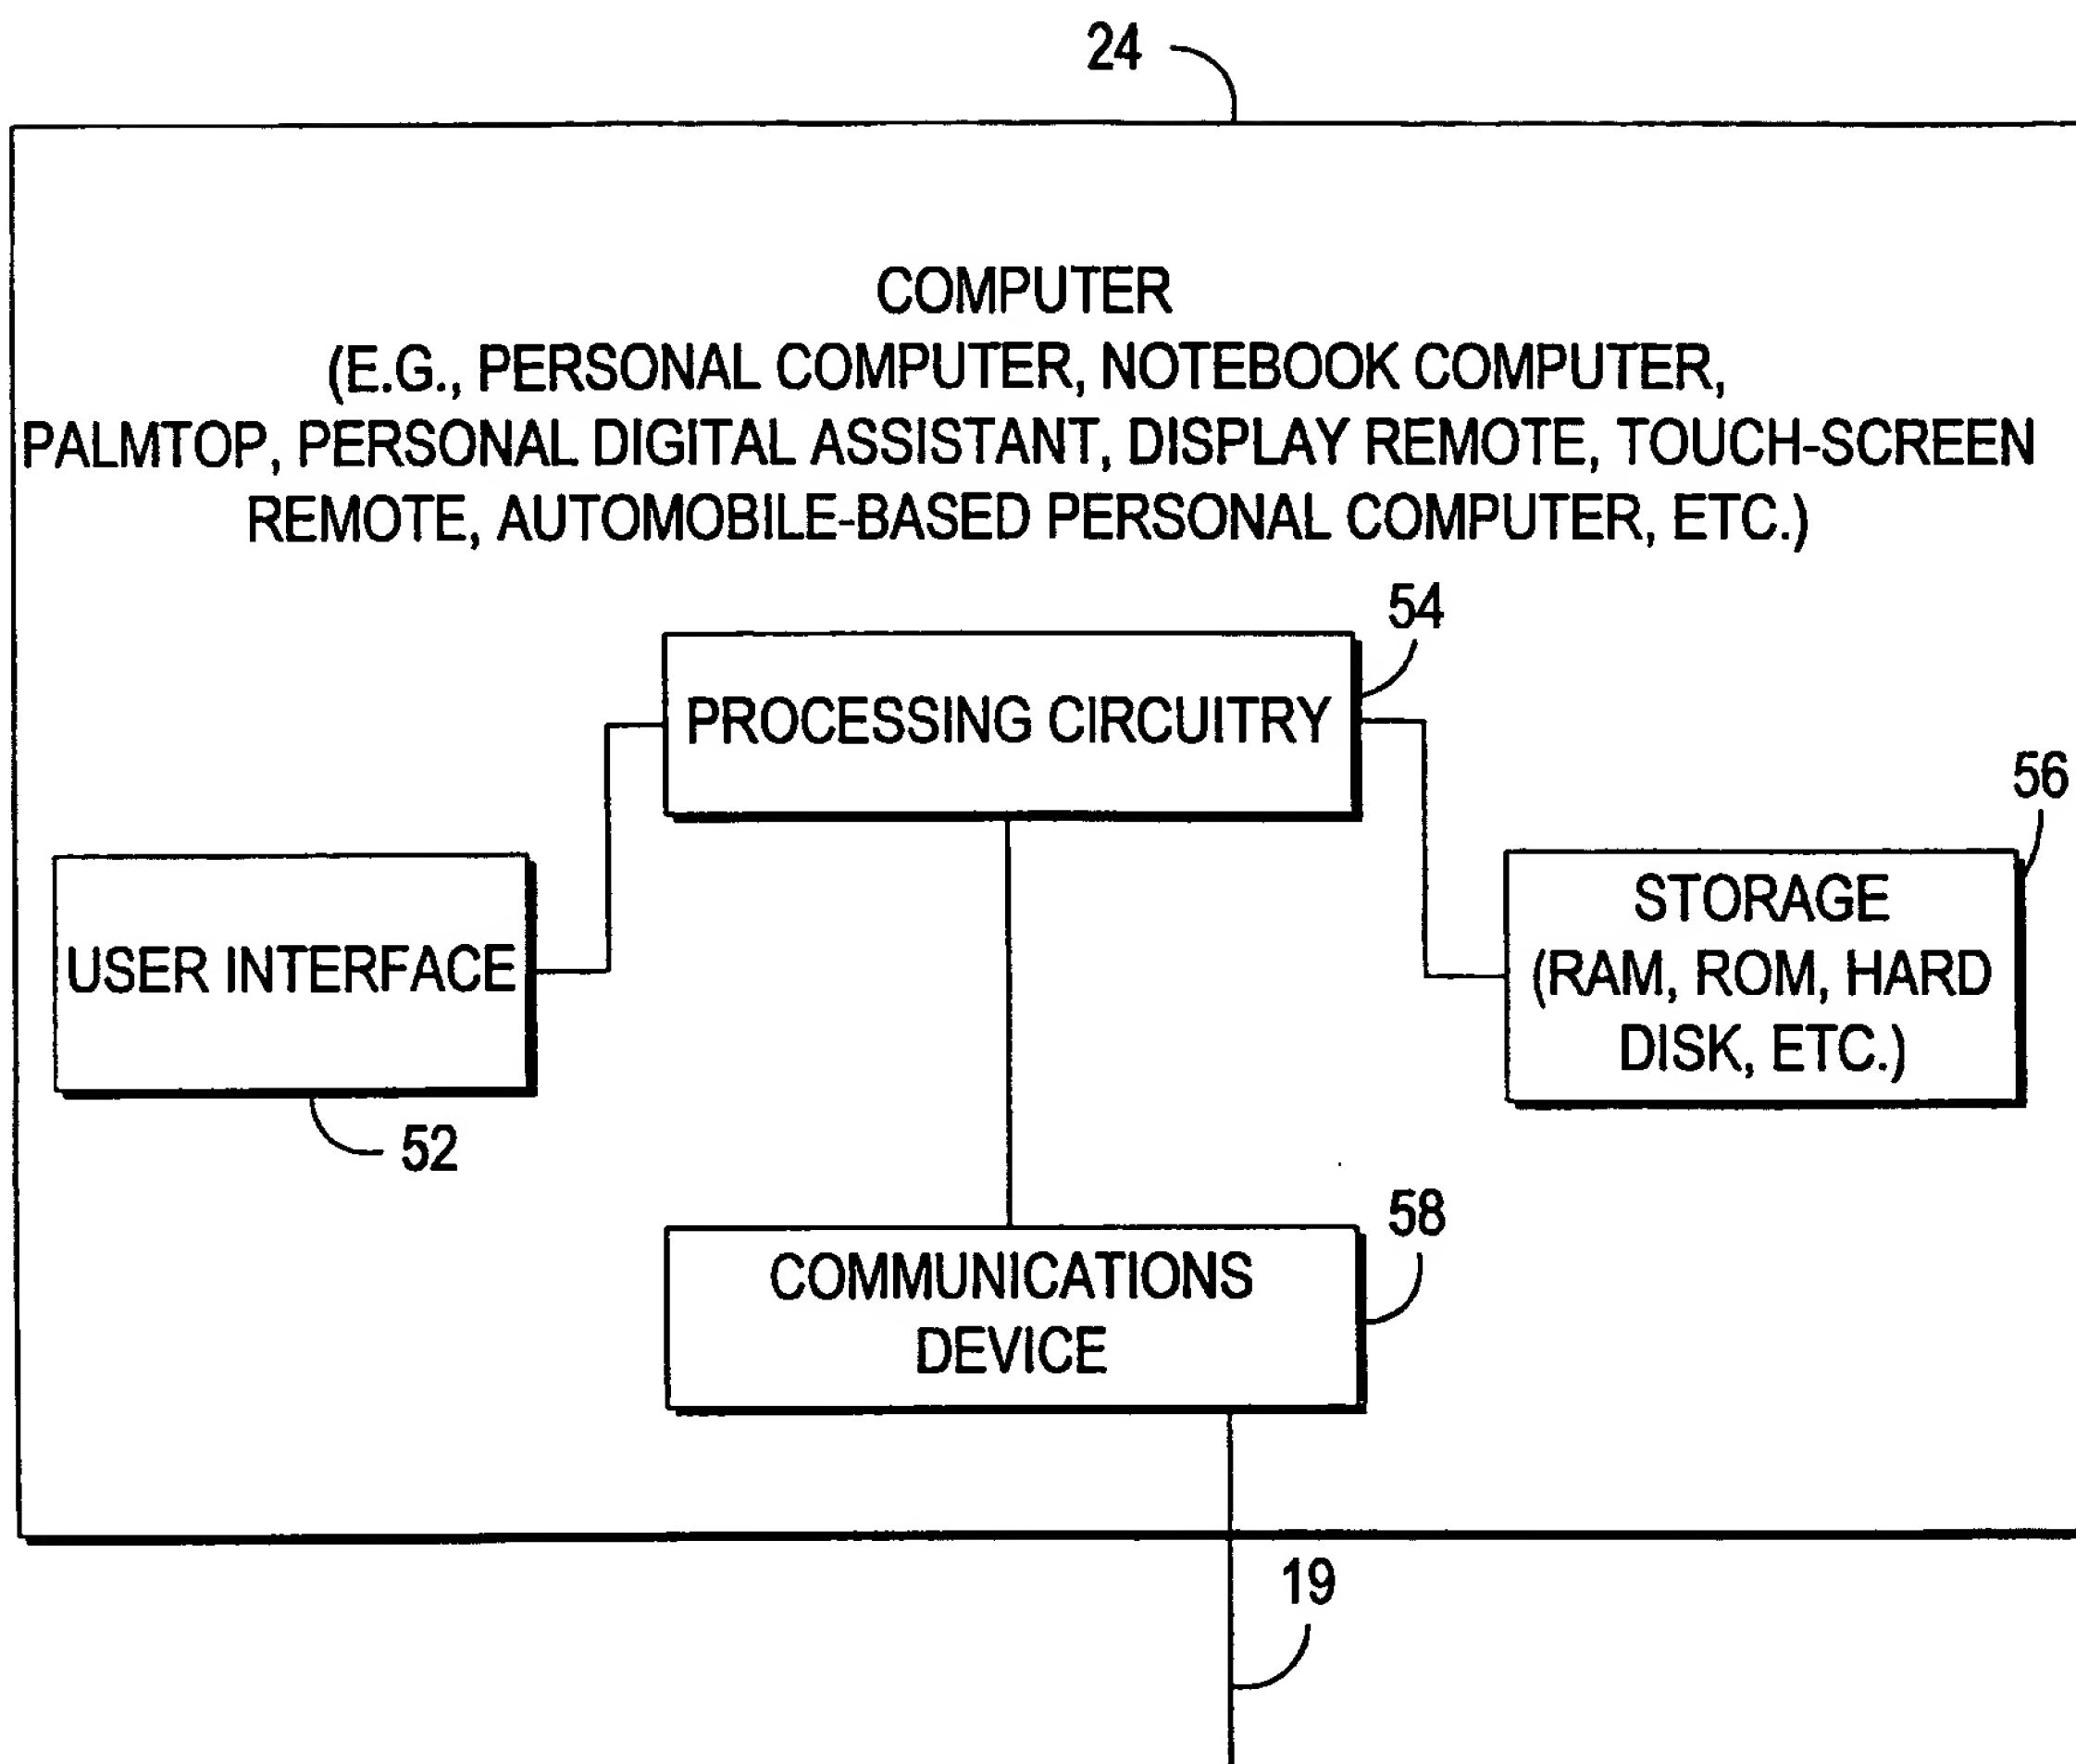 24
COMPUTER
(E.G., PERSONAL COMPUTER, NOTEBOOK COMPUTER,
PALMTOP, PERSONAL DIGITAL ASSISTANT, DISPLAY REMOTE, TOUCH-SCREEN
REMOTE, AUTOMOBILE-BASED PERSONAL COMPUTER, ETC.)
54
PROCESSING CIRCUITRY
56
STORAGE
(RAM, ROM, HARD
DISK, ETC.)
USER INTERFACE
52
58
COMMUNICATIONS
DEVICE
19